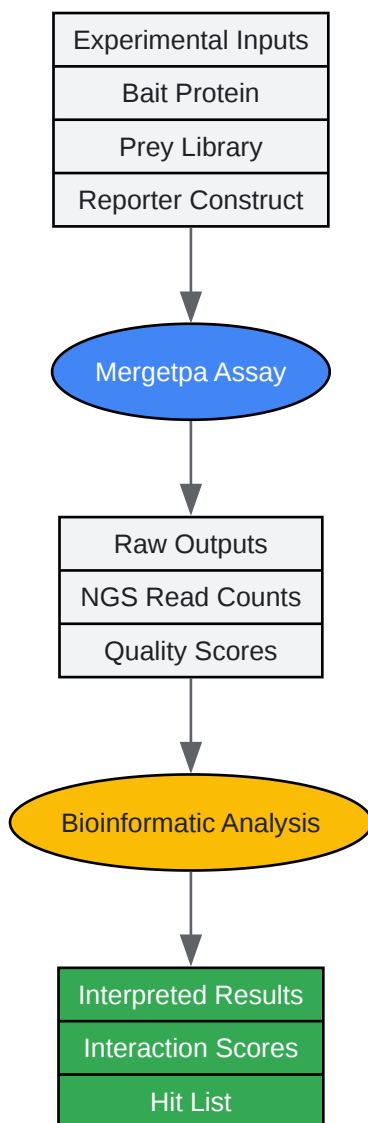 Experimental Inputs
Bait Protein
Prey Library
Reporter Construct
Mergetpa Assay
Raw Outputs
NGS Read Counts
Quality Scores
Bioinformatic Analysis
Interpreted Results
Interaction Scores
Hit List